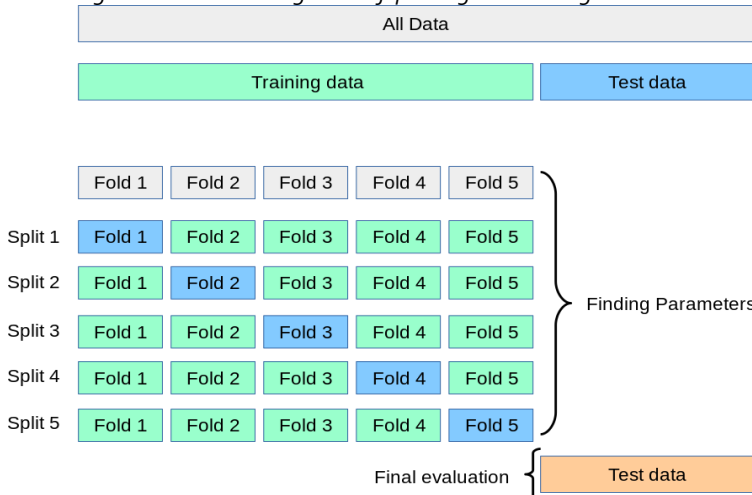 All Data
Training data Test data
Fold 1 Fold 2 Fold 3 Fold 4 Fold 5
Split 1 Fold 1 Fold 2 Fold 3 Fold 4 Fold 5
Split 2 Fold 1 Fold 2 Fold 3 Fold 4 Fold 5
Finding Parameters
Split 3 Fold 1 Fold 2 Fold 3 Fold 4 Fold 5
Split 4 Fold 1 Fold 2 Fold 3 Fold 4 Fold 5
Split 5 Fold 1 Fold 2 Fold 3 Fold 4 Fold 5
Final evaluation Test data